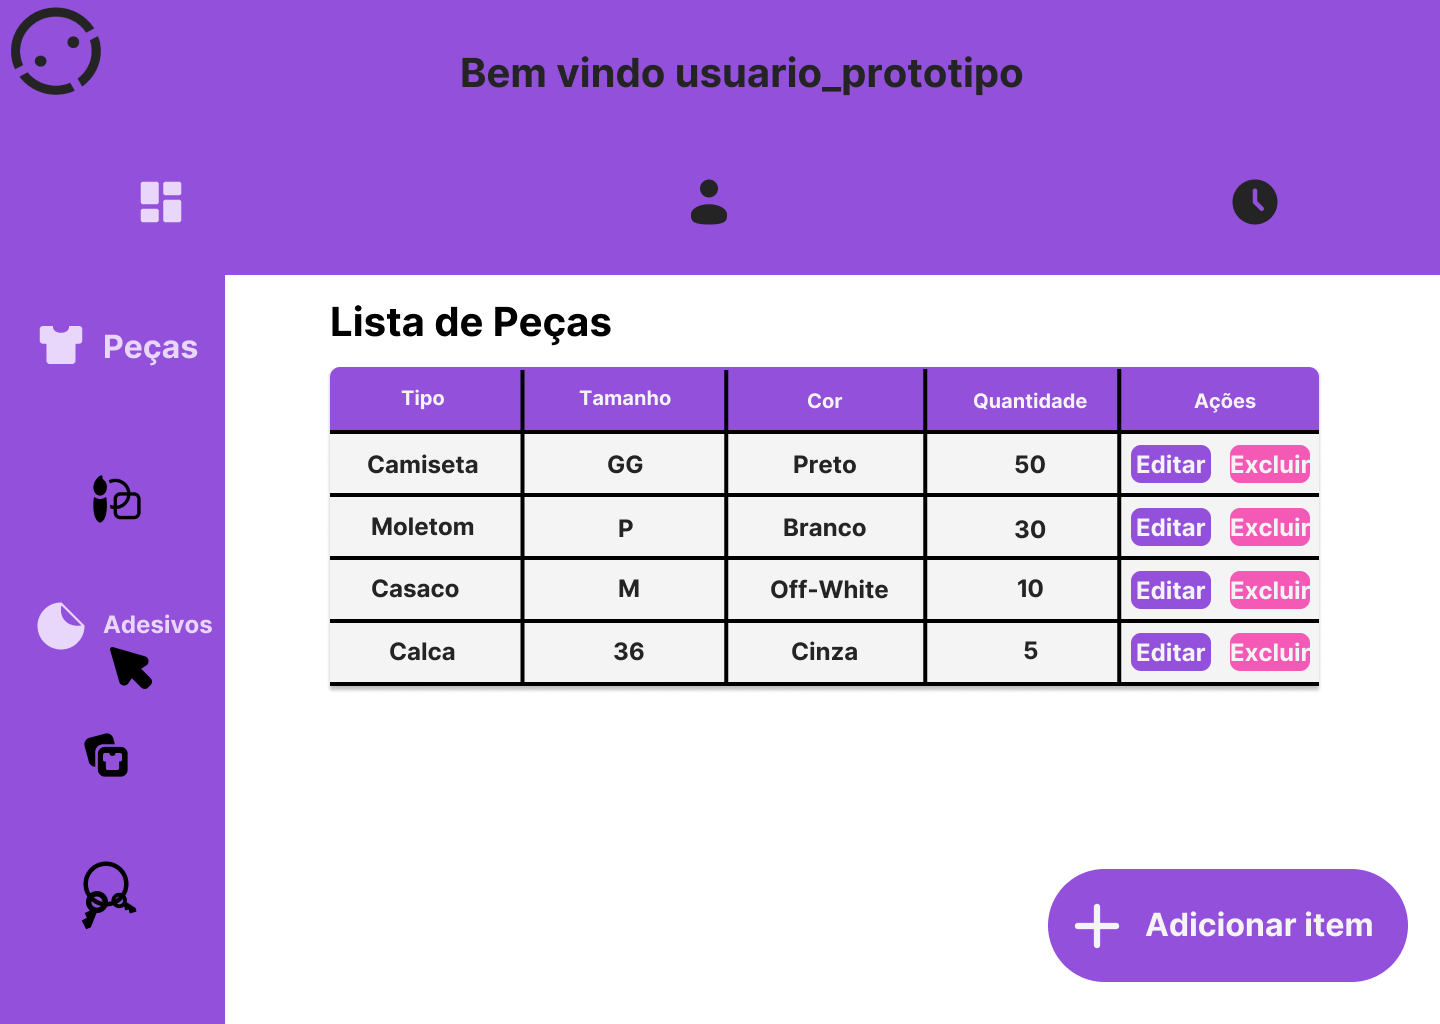 Bem vindo usuario_prototipo
Peças
Adesivos
Lista de Peças
Tipo Tamanho Cor Quantidade Ações
Camiseta GG Preto 50 Editar Excluir
Moletom P Branco 30 Editar Excluir
Casaco M Off-White 10 Editar Excluir
Calca 36 Cinza 5 Editar Excluir
Adicionar item